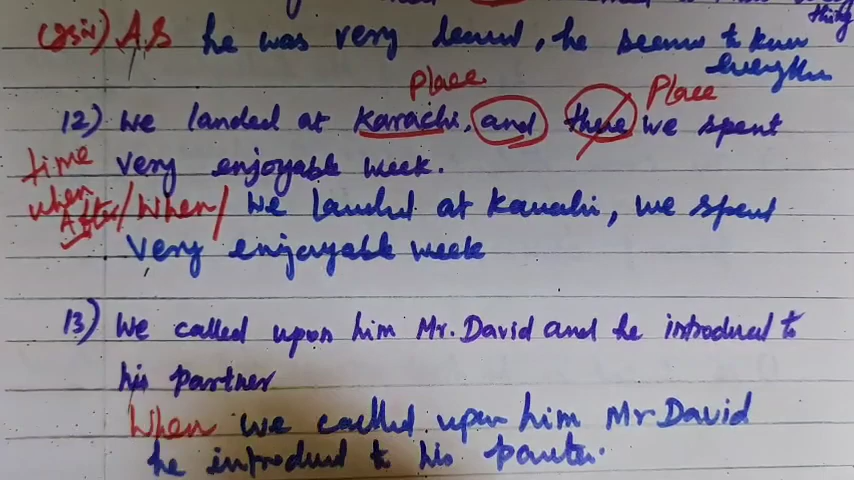 thing
As he was very learned, he seems to know
everything
Place Place
12) We landed at Karachi, and there we spent
time very enjoyable week.
when After/When/ We landed at Karachi, we spent
very enjoyable week
13) We called upon him Mr. David and he introduced to
his partner
When we called upon him Mr David
he introduced to his partner.